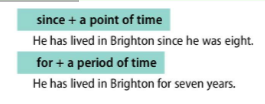 since + a point of time
He has lived in Brighton since he was eight.
for + a period of time
He has lived in Brighton for seven years.